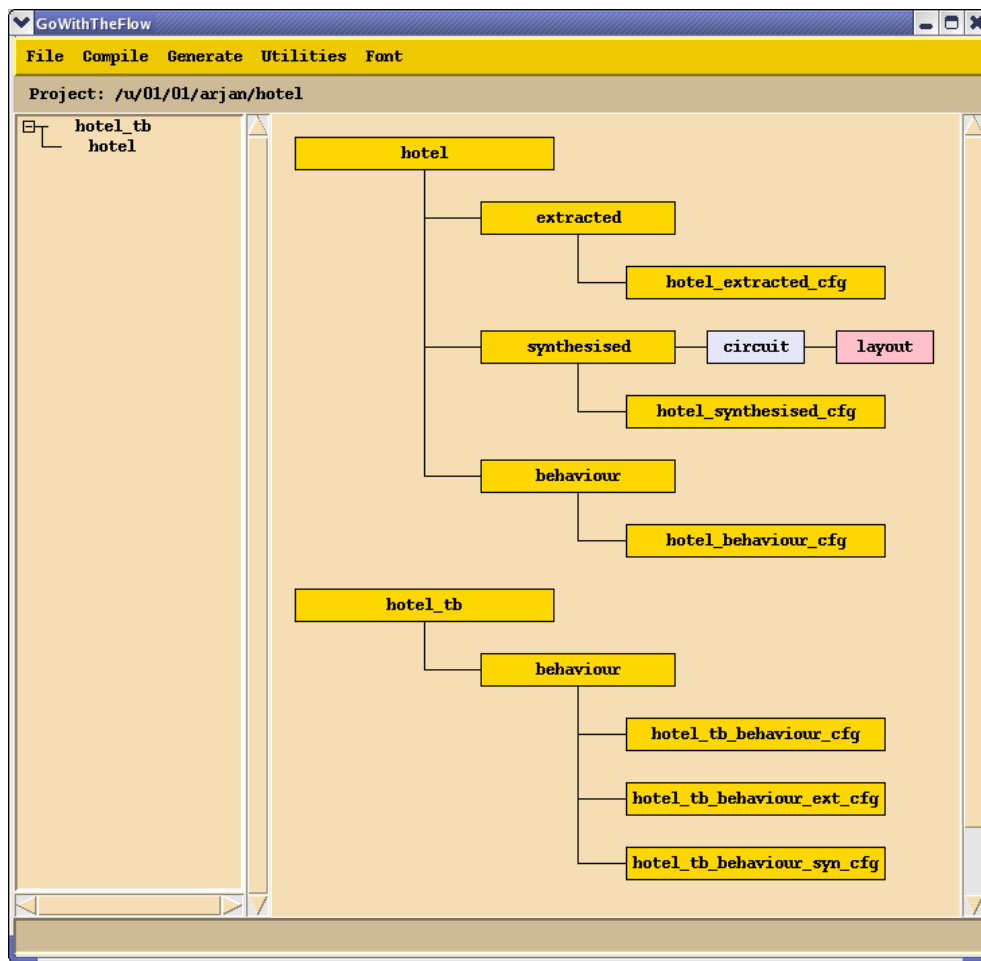 GoWithTheFlow
File Compile Generate Utilities Font
Project: /u/01/01/arjan/hotel
hotel_tb
hotel
hotel
extracted
hotel_extracted_cfg
synthesised circuit layout
hotel_synthesised_cfg
behaviour
hotel_behaviour_cfg
hotel_tb
behaviour
hotel_tb_behaviour_cfg
hotel_tb_behaviour_ext_cfg
hotel_tb_behaviour_syn_cfg